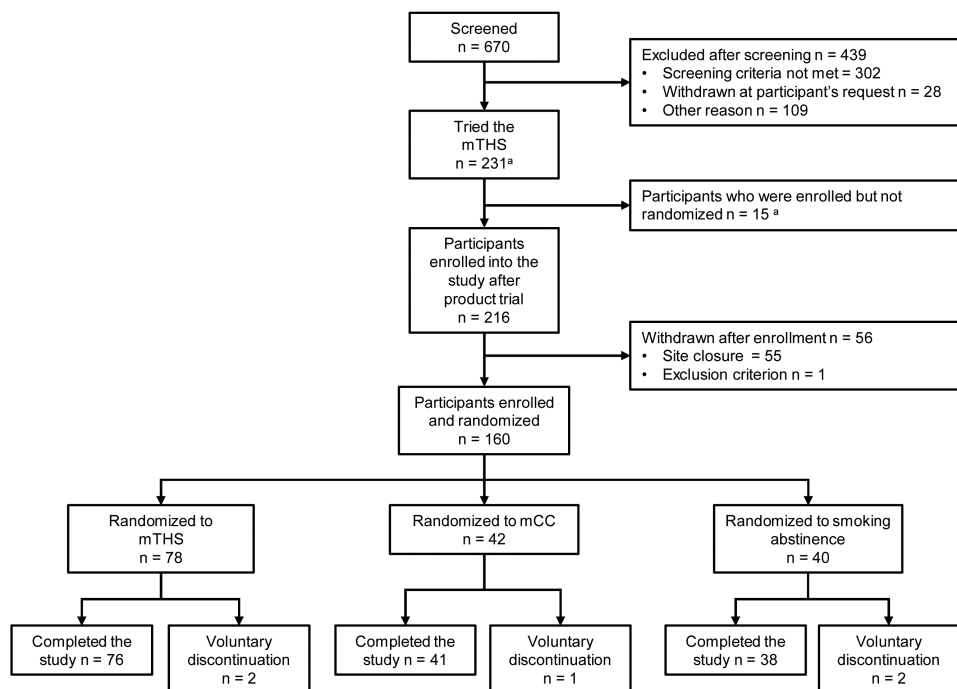 Screened
n = 670
Excluded after screening n = 439
• Screening criteria not met = 302
• Withdrawn at participant's request n = 28
• Other reason n = 109
Tried the
mTHS
n = 231ᵃ
Participants who were enrolled but not
randomized n = 15 ᵃ
Participants
enrolled into the
study after
product trial
n = 216
Withdrawn after enrollment n = 56
• Site closure = 55
• Exclusion criterion n = 1
Participants enrolled
and randomized
n = 160
Randomized to
mTHS
n = 78
Randomized to mCC
n = 42
Randomized to smoking
abstinence
n = 40
Completed the
study n = 76
Voluntary
discontinuation
n = 2
Completed the
study n = 41
Voluntary
discontinuation
n = 1
Completed the
study n = 38
Voluntary
discontinuation
n = 2